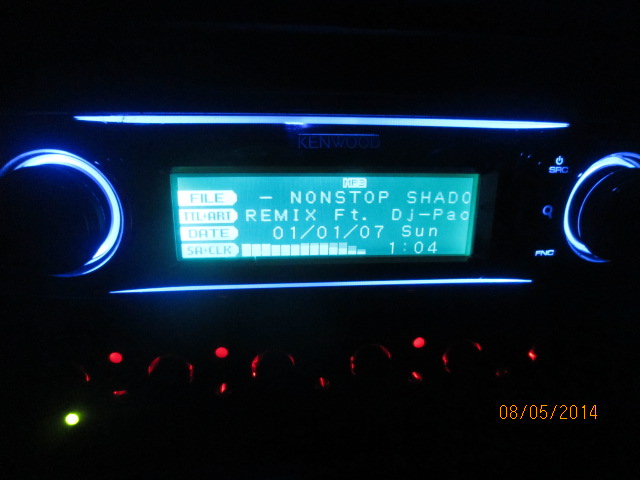 KENWOOD
MP3
SRC
FILE - NONSTOP SHADO
TTL-ART REMIX Ft. Dj-Pao
DATE 01/01/07 Sun
SA+CLK 1:04
FNC
08/05/2014